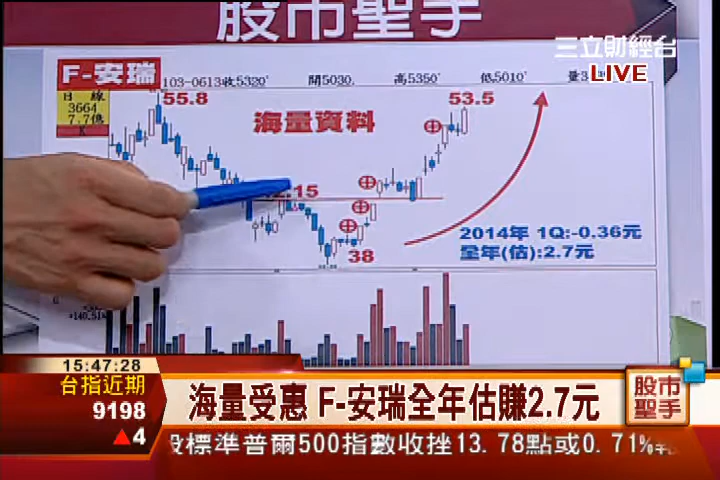 股市聖手
三立財經台
LIVE
F-安瑞
103-0613收5320 開5030. 高5350 低5010
日線
3664
7.7億
K
55.8
海量資料
53.5
.15
38
2014年 1Q:-0.36元
全年(估):2.7元
15:47:28
台指近期
9198
▲4
海量受惠 F-安瑞全年估賺2.7元
股市
聖手
標準普爾500指數收挫13.78點或0.71%